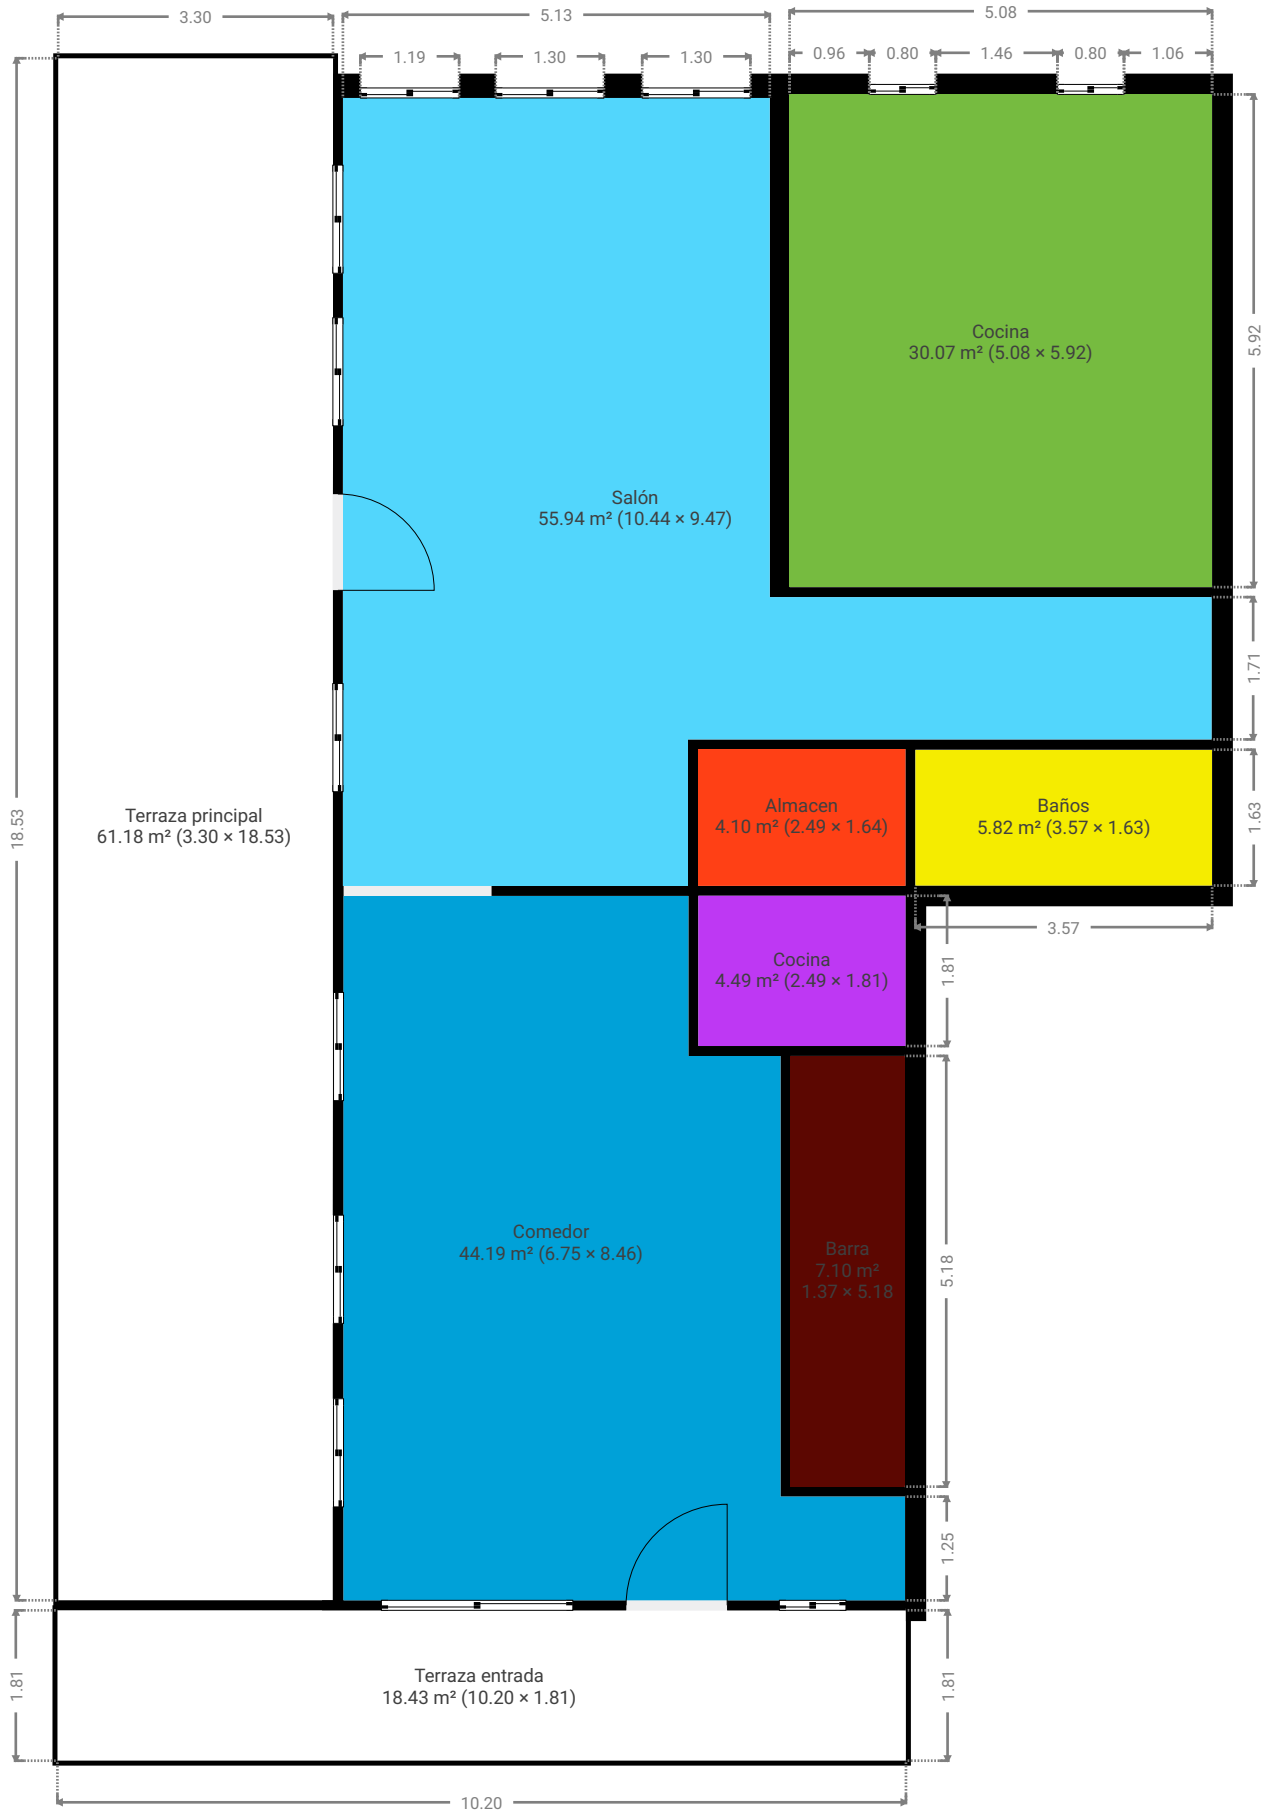 3.30
5.13
5.08
1.19
1.30
1.30
0.96
0.80
1.46
0.80
1.06
Cocina
30.07 m² (5.08 × 5.92)
5.92
Salón
55.94 m² (10.44 × 9.47)
1.71
18.53
Terraza principal
61.18 m² (3.30 × 18.53)
Almacen
4.10 m² (2.49 × 1.64)
Baños
5.82 m² (3.57 × 1.63)
1.63
3.57
Cocina
4.49 m² (2.49 × 1.81)
1.81
Comedor
44.19 m² (6.75 × 8.46)
Barra
7.10 m²
1.37 × 5.18
5.18
1.25
Terraza entrada
18.43 m² (10.20 × 1.81)
1.81
1.81
10.20